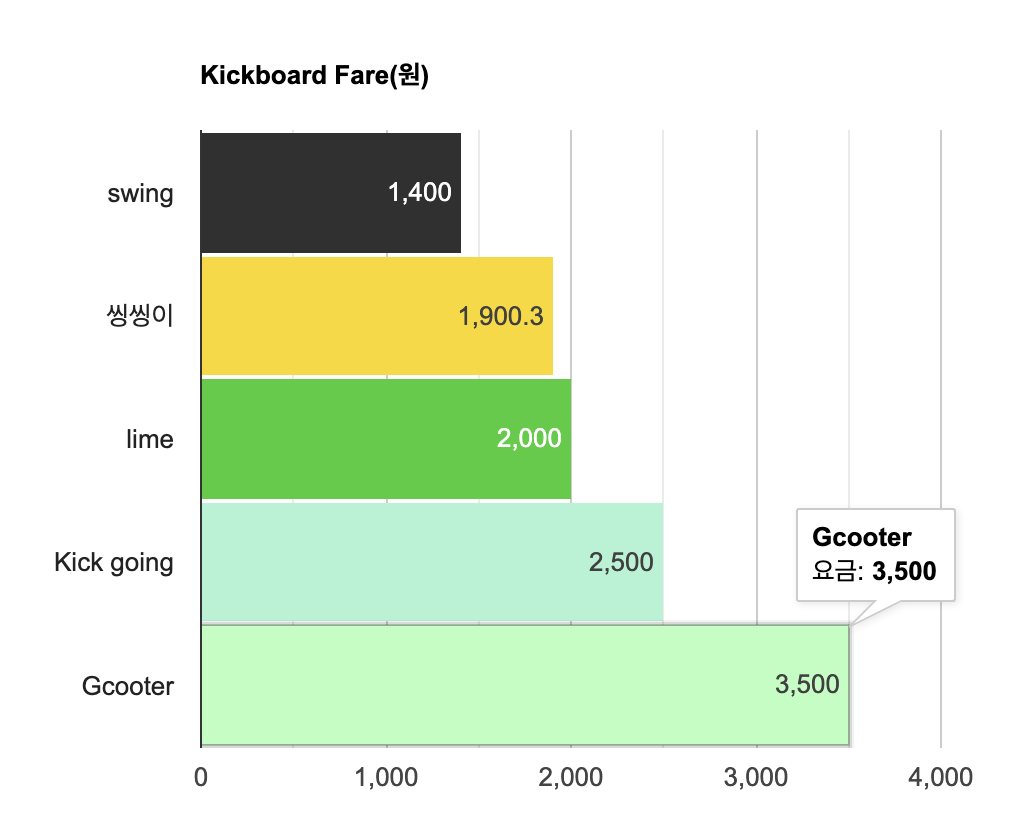 Kickboard Fare(원)
swing
1,400
씽씽이
1,900.3
lime
2,000
Kick going
2,500
Gcooter
요금: 3,500
Gcooter
3,500
0
1,000
2,000
3,000
4,000